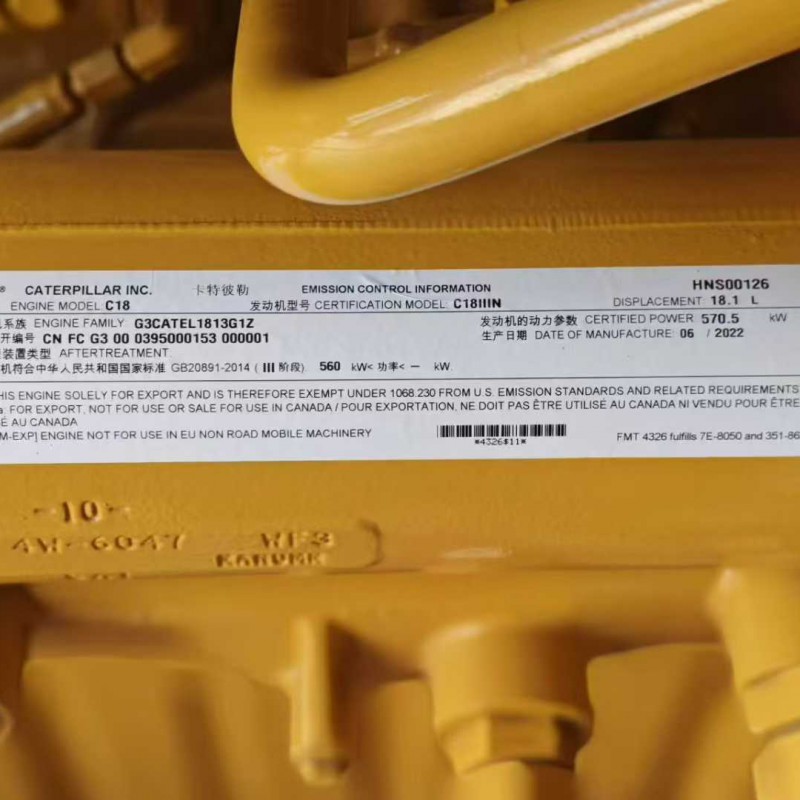 ® CATERPILLAR INC. 卡特彼勒 EMISSION CONTROL INFORMATION HNS00126
ENGINE MODEL C18 发动机型号 CERTIFICATION MODEL: C18IIIN DISPLACEMENT: 18.1 L
系族 ENGINE FAMILY G3CATEL1813G1Z 发动机的动力参数 CERTIFIED POWER 570.5 kW
开编号 CN FC G3 00 0395000153 000001 生产日期 DATE OF MANUFACTURE: 06 / 2022
装置类型 AFTERTREATMENT:
机符合中华人民共和国国家标准 GB20891-2014 ( III 阶段) 560 kW< 功率< — kW.
HIS ENGINE SOLELY FOR EXPORT AND IS THEREFORE EXEMPT UNDER 1068.230 FROM U.S. EMISSION STANDARDS AND RELATED REQUIREMENTS
a FOR EXPORT, NOT FOR USE OR SALE FOR USE IN CANADA / POUR EXPORTATION, NE DOIT PAS ÊTRE UTILISÉ AU CANADA NI VENDU POUR ÊTRE
SÉ AU CANADA
M-EXP] ENGINE NOT FOR USE IN EU NON ROAD MOBILE MACHINERY
*4326$11*
FMT 4326 fulfills 7E-8050 and 351-86
-10-
4W-6047 WF3